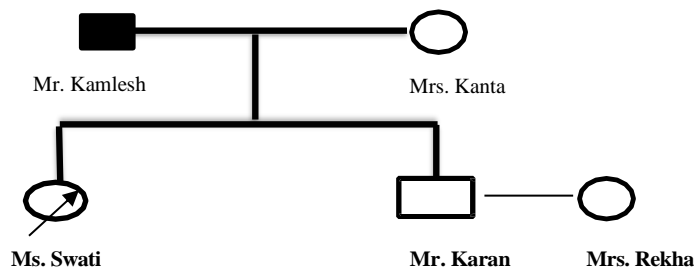 Mr. Kamlesh
Mrs. Kanta
Ms. Swati
Mr. Karan
Mrs. Rekha